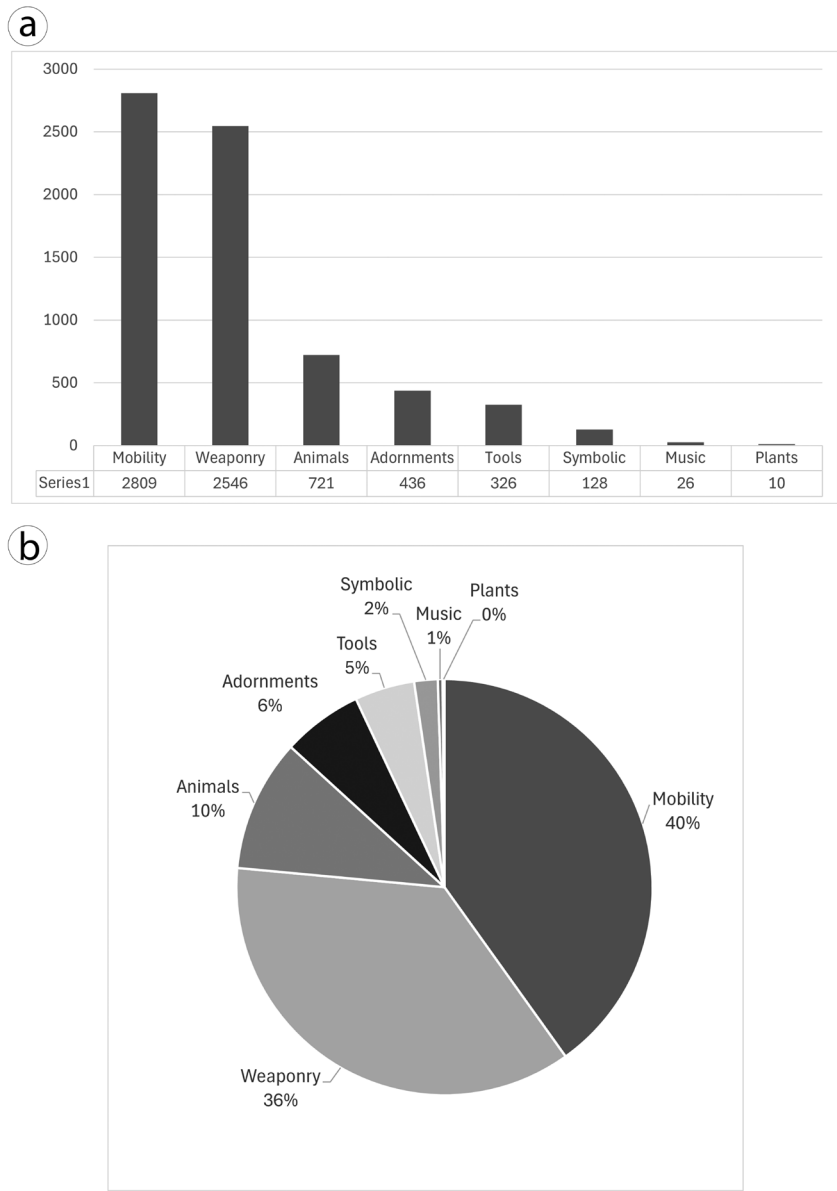 a
3000
2500
2000
1500
1000
500
0
Mobility Weaponry Animals Adornments Tools Symbolic Music Plants
Series1 2809 2546 721 436 326 128 26 10
b
Symbolic
2%
Plants
0%
Music
1%
Tools
5%
Adornments
6%
Animals
10%
Mobility
40%
Weaponry
36%